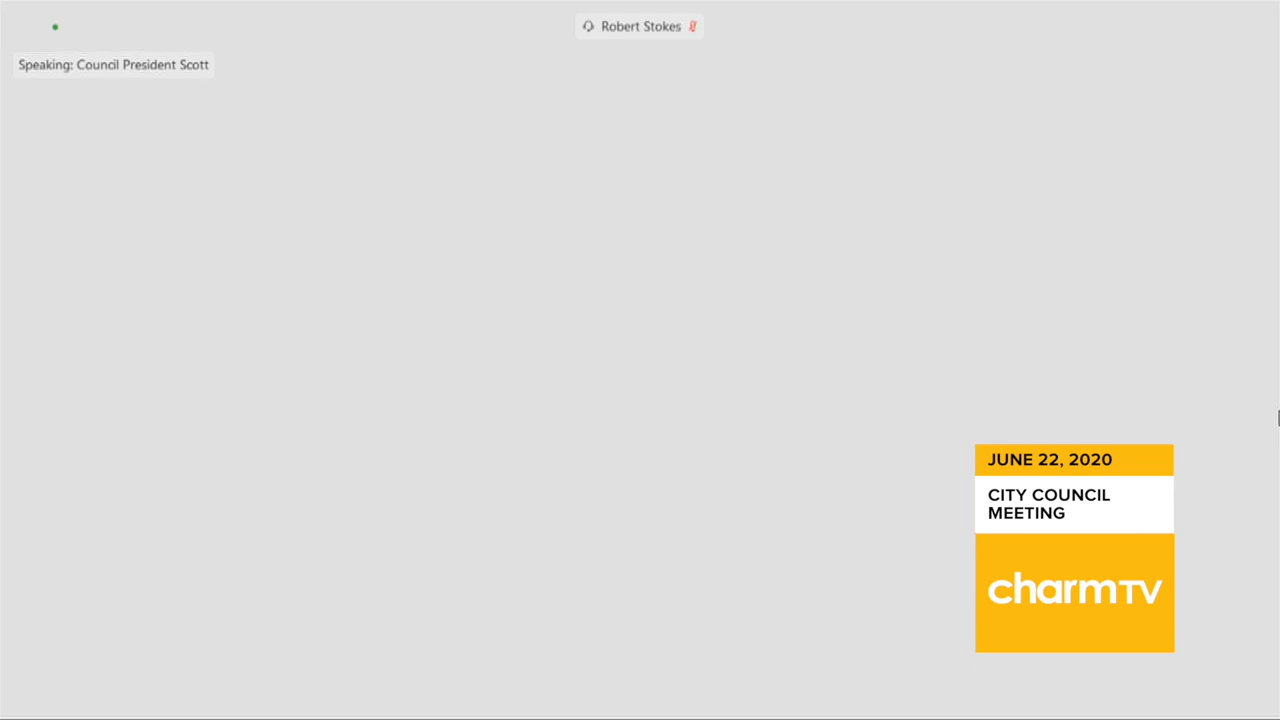 Robert Stokes
Speaking: Council President Scott
JUNE 22, 2020
CITY COUNCIL
MEETING
charmTV